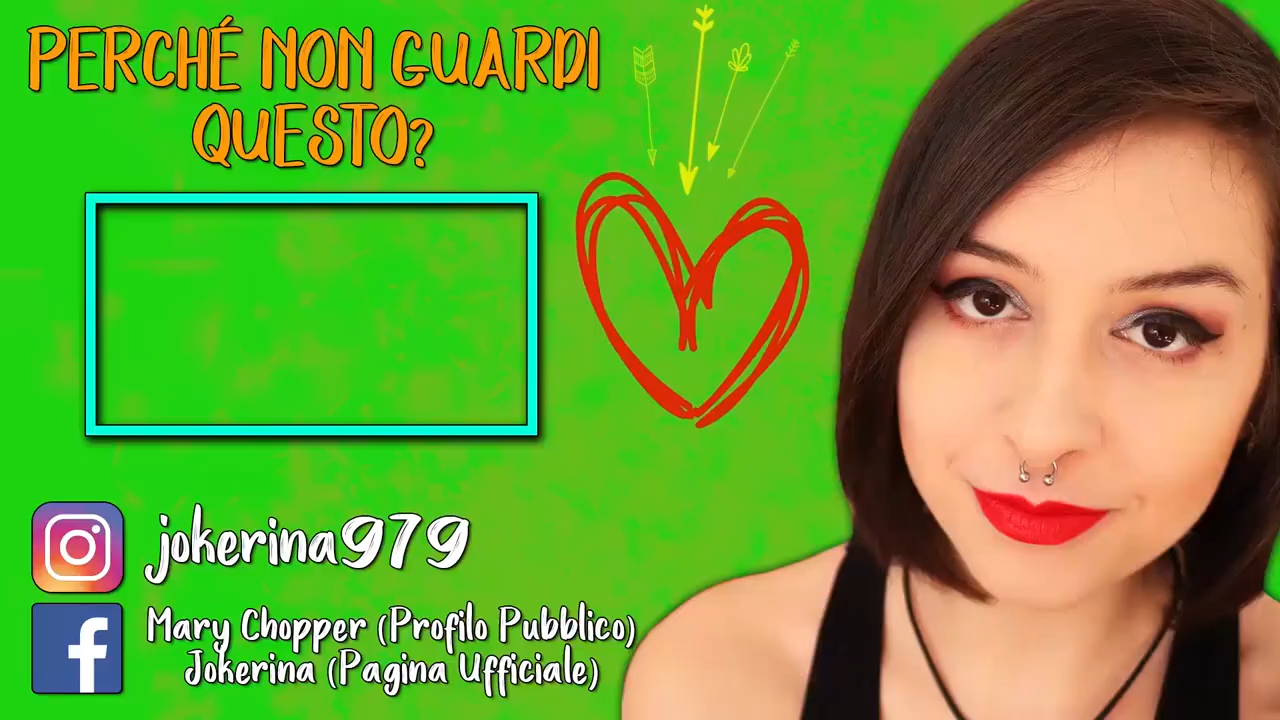 PERCHÉ NON GUARDI
QUESTO?
jokerina979
Mary Chopper (Profilo Pubblico)
Jokerina (Pagina Ufficiale)